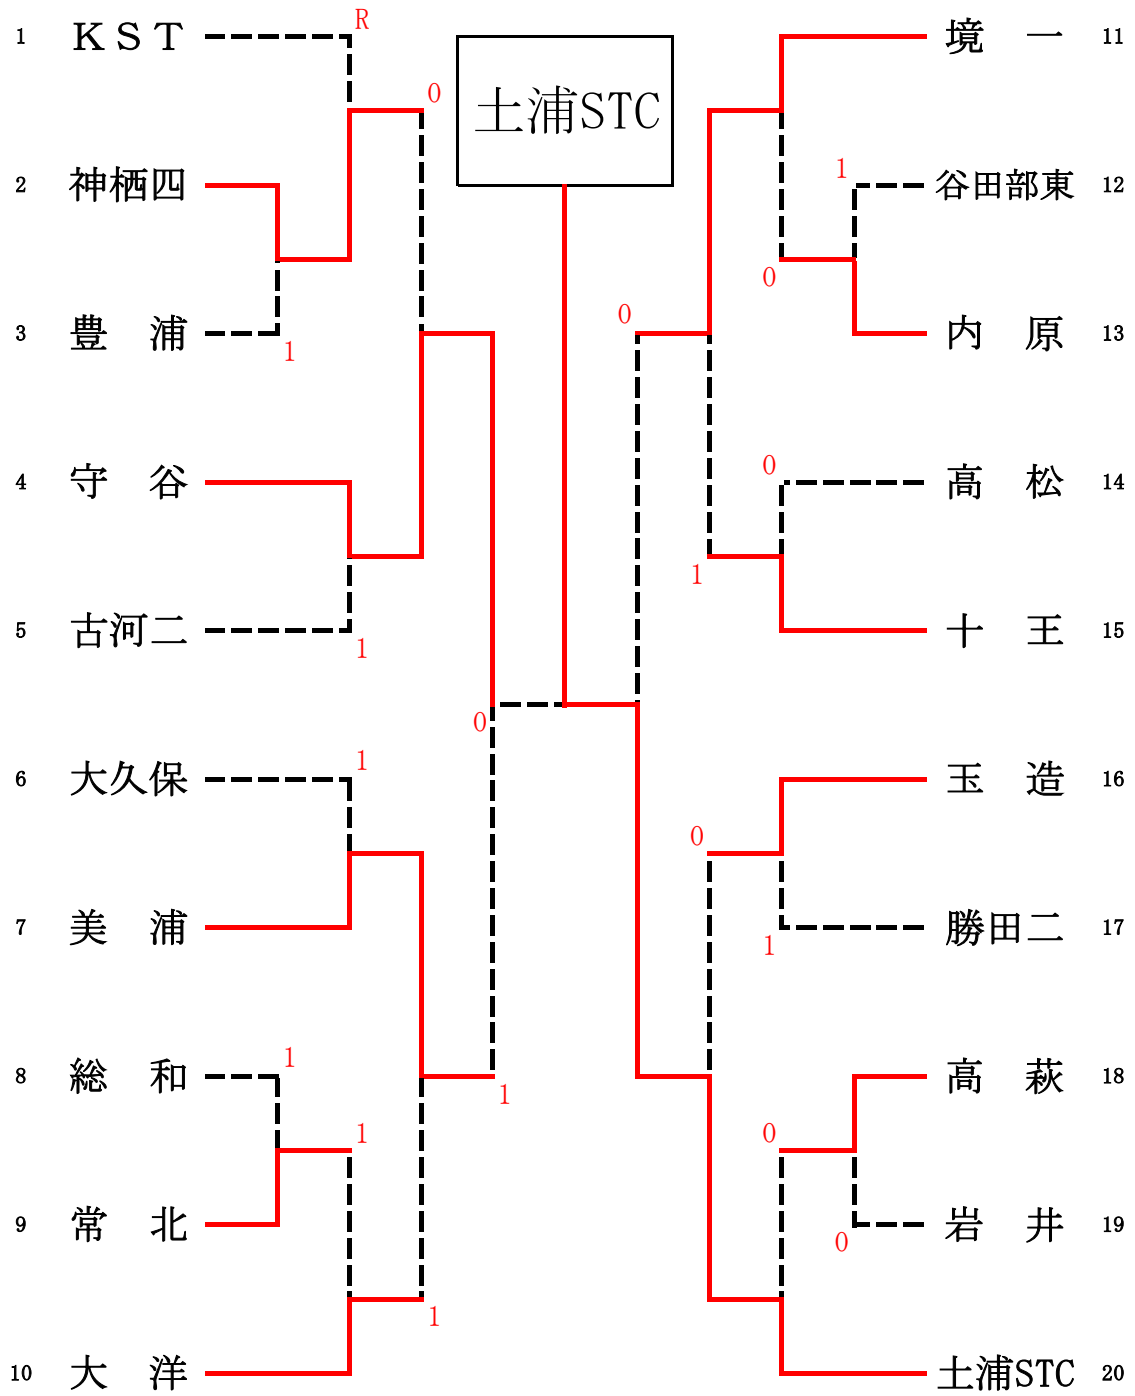 土浦STC
1 KST R
0
2 神栖四
3 豊 浦 1
4 守 谷
5 古河二 1
0
6 大久保 1
7 美 浦
8 総 和 1
1
1
9 常 北
1
10 大 洋
境 一 11
1 谷田部東 12
0
0
内 原 13
0 高 松 14
1
十 王 15
玉 造 16
0
1 勝田二 17
高 萩 18
0
0 岩 井 19
土浦STC 20